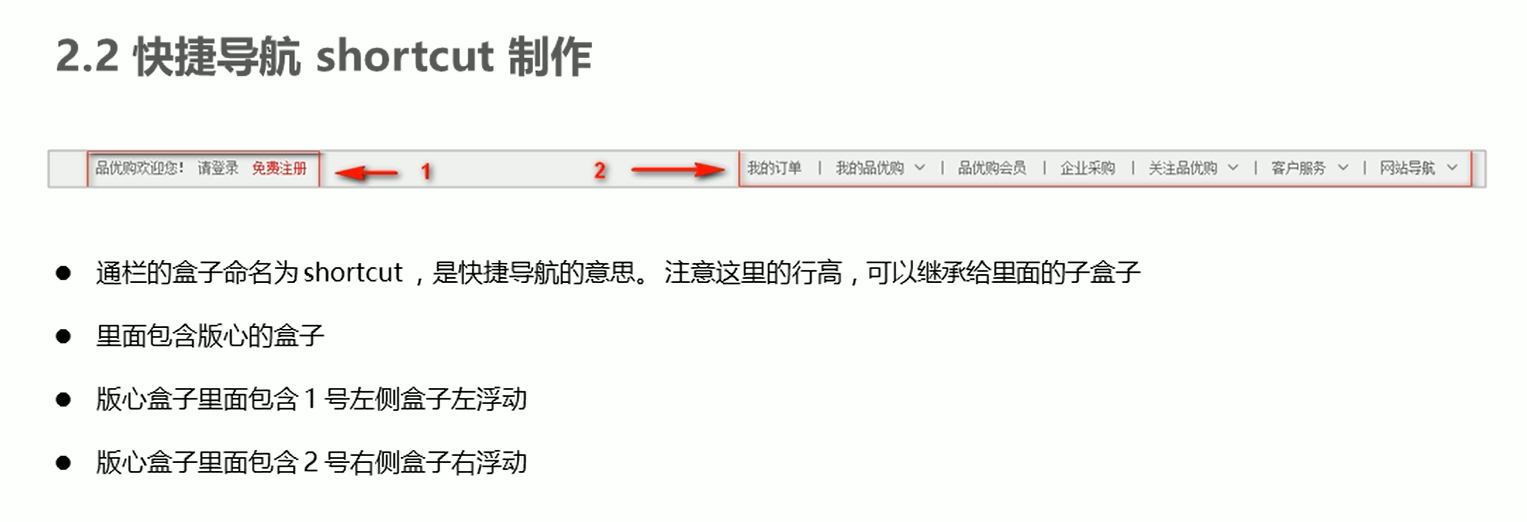 2.2 快捷导航 shortcut 制作
品优购欢迎您! 请登录 免费注册 1 2 我的订单 | 我的品优购 | 品优购会员 | 企业采购 | 关注品优购 | 客户服务 | 网站导航
● 通栏的盒子命名为 shortcut ，是快捷导航的意思。 注意这里的行高，可以继承给里面的子盒子
● 里面包含版心的盒子
● 版心盒子里面包含 1 号左侧盒子左浮动
● 版心盒子里面包含 2 号右侧盒子右浮动